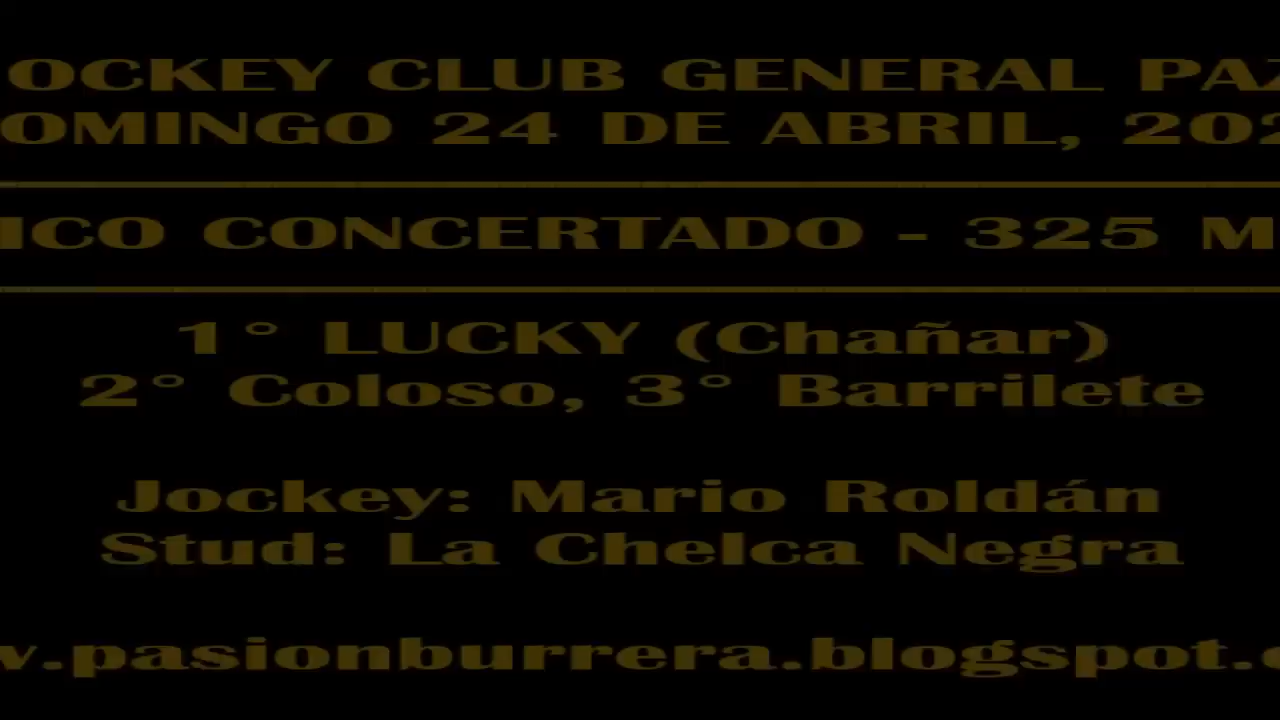 OCKEY CLUB GENERAL PAZ
OMINGO 24 DE ABRIL, 202
ICO CONCERTADO - 325 M
1° LUCKY (Chañar)
2° Coloso, 3° Barrilete
Jockey: Mario Roldán
Stud: La Chelca Negra
v.pasionburrera.blogspot.c